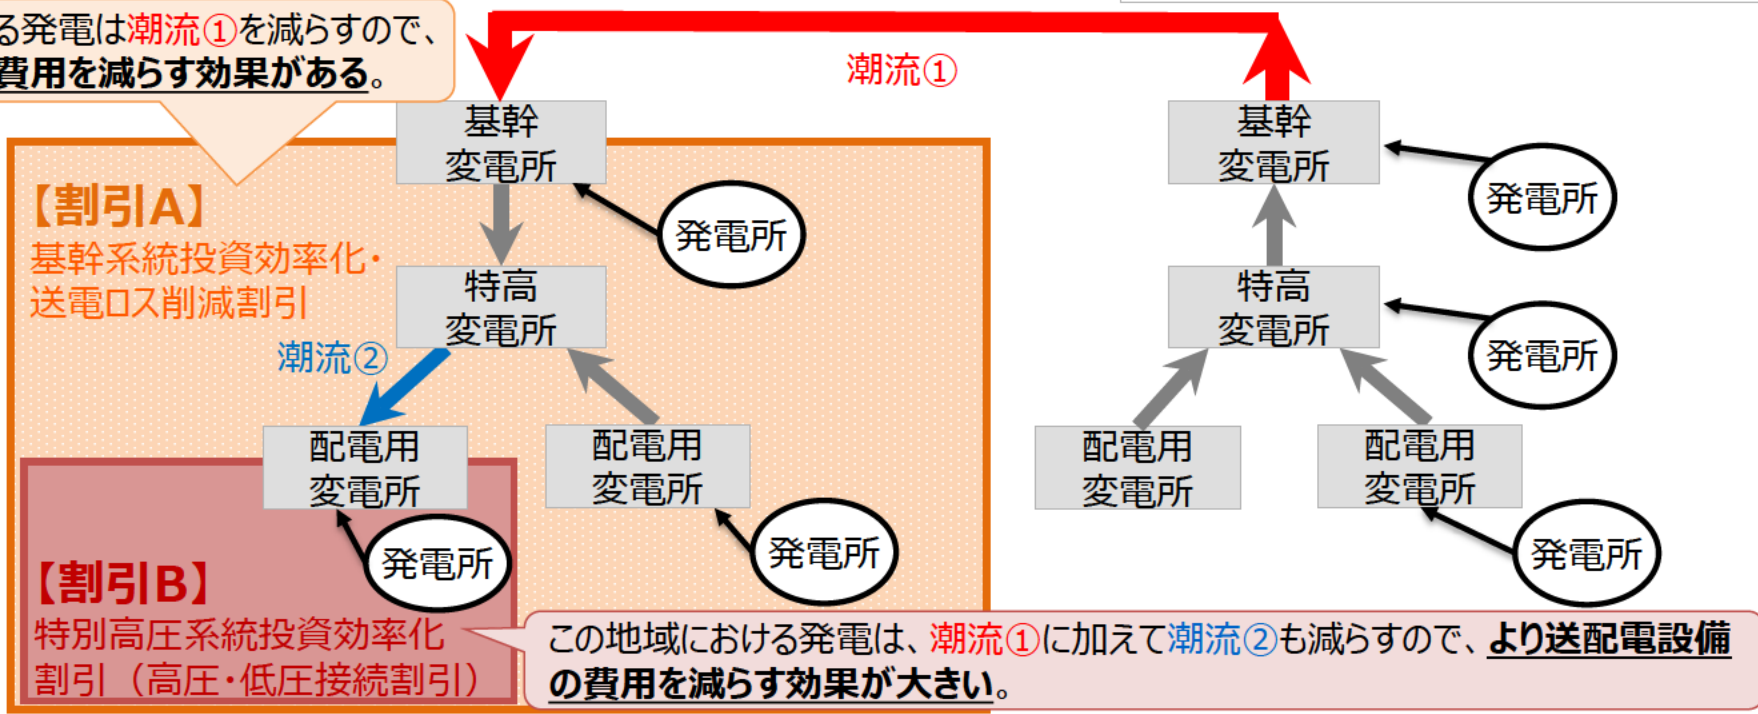 る発電は潮流①を減らすので、
費用を減らす効果がある。
潮流①
基幹
変電所
発電所
【割引A】
基幹系統投資効率化・
送電ロス削減割引
特高
変電所
潮流②
配電用
変電所
配電用
変電所
発電所
発電所
【割引B】
特別高圧系統投資効率化
割引（高圧・低圧接続割引）
この地域における発電は、潮流①に加えて潮流②も減らすので、より送配電設備
の費用を減らす効果が大きい。
基幹
変電所
発電所
特高
変電所
発電所
配電用
変電所
配電用
変電所
発電所